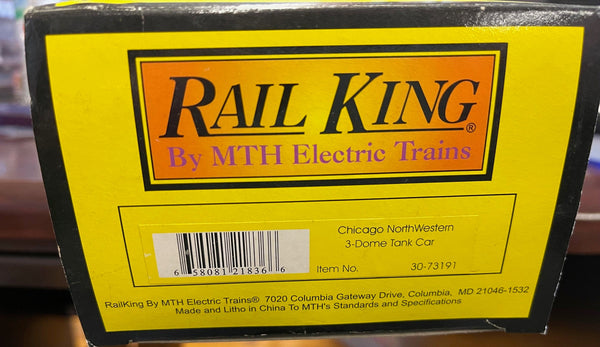 RAIL KING®
By MTH Electric Trains
Chicago NorthWestern
3-Dome Tank Car
6 58081 21836 6
Item No. 30-73191
RailKing By MTH Electric Trains® 7020 Columbia Gateway Drive, Columbia, MD 21046-1532
Made and Litho in China To MTH's Standards and Specifications